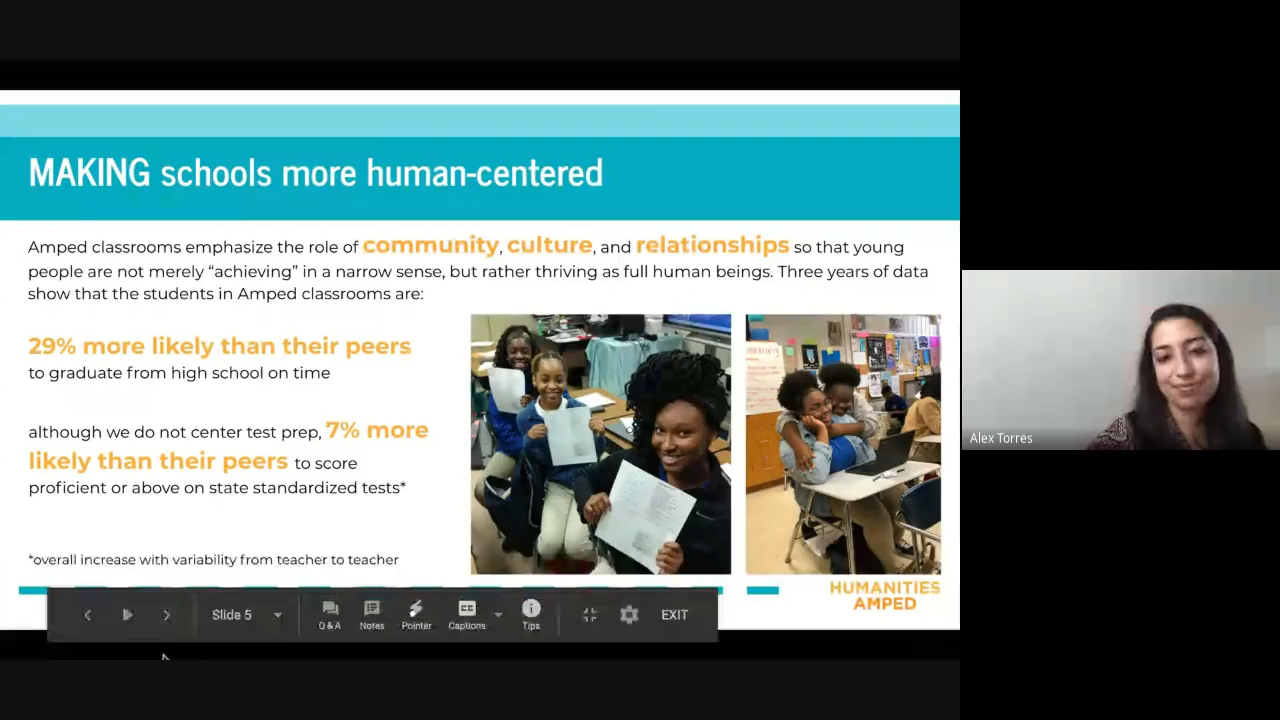 MAKING schools more human-centered
Amped classrooms emphasize the role of community, culture, and relationships so that young
people are not merely “achieving” in a narrow sense, but rather thriving as full human beings. Three years of data
show that the students in Amped classrooms are:
29% more likely than their peers
to graduate from high school on time
although we do not center test prep, 7% more
likely than their peers to score
proficient or above on state standardized tests*
*overall increase with variability from teacher to teacher
HUMANITIES
AMPED
Slide 5
Q & A
Notes
Pointer
CC
Captions
Tips
EXIT
Alex Torres